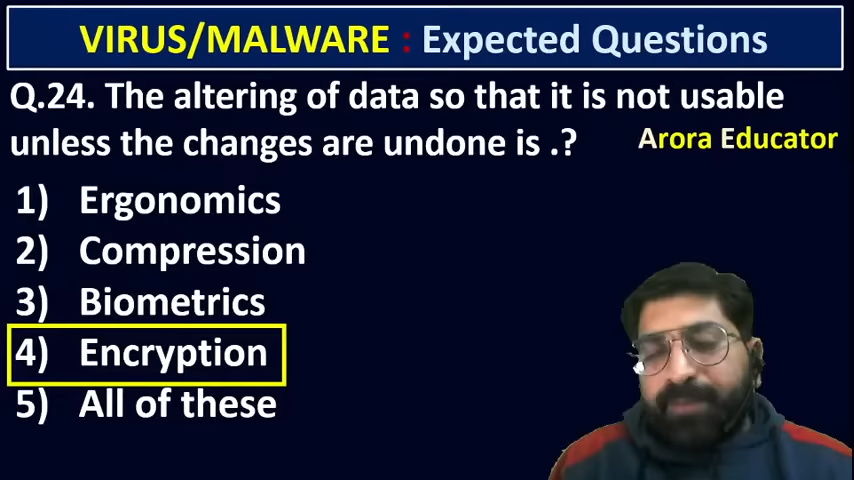 VIRUS/MALWARE : Expected Questions
Q.24. The altering of data so that it is not usable
unless the changes are undone is .?
Arora Educator
1) Ergonomics
2) Compression
3) Biometrics
4) Encryption
5) All of these